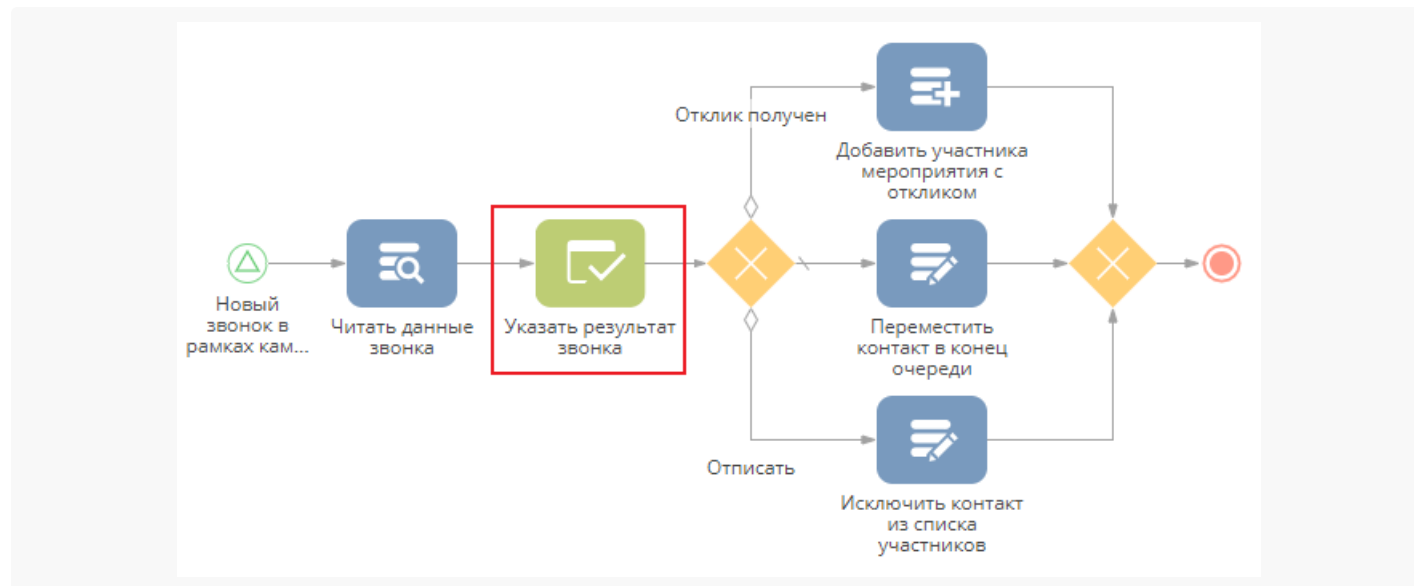 Отклик получен
Добавить участника
мероприятия с
откликом
Новый
звонок в
рамках кам...
Читать данные
звонка
Указать результат
звонка
Переместить
контакт в конец
очереди
Отписать
Исключить контакт
из списка
участников